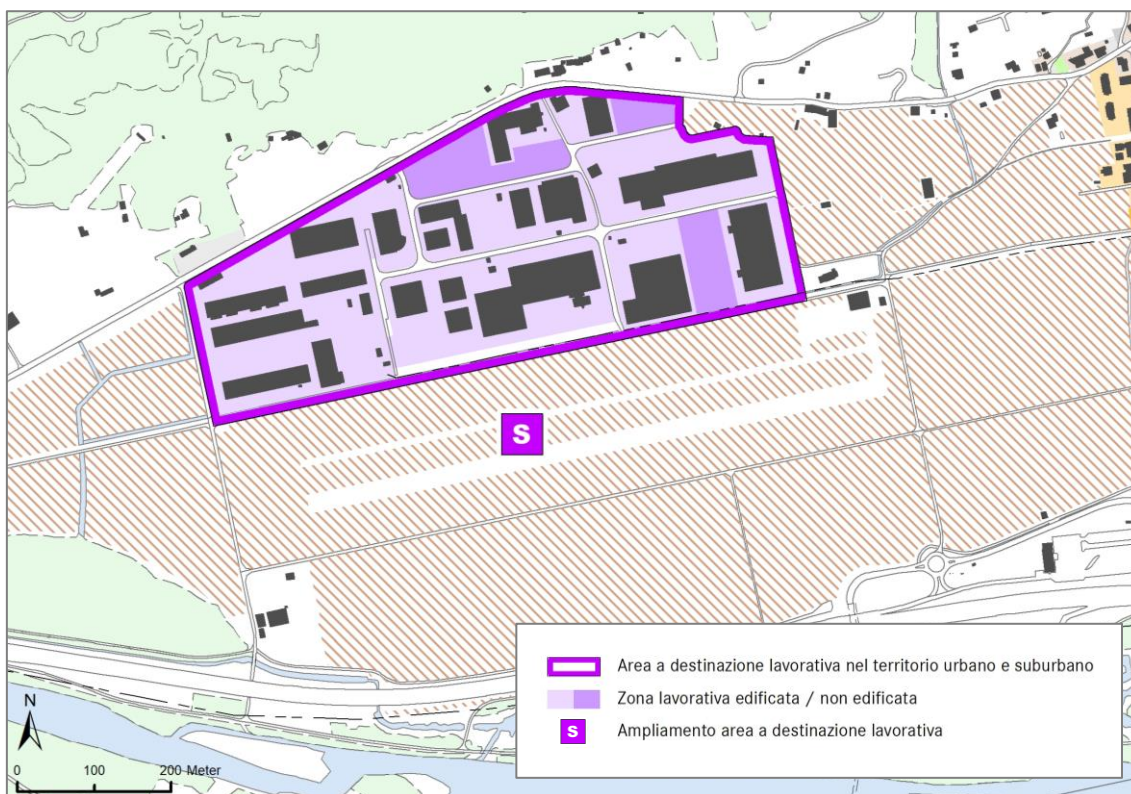 S
Area a destinazione lavorativa nel territorio urbano e suburbano
Zona lavorativa edificata / non edificata
S Ampliamento area a destinazione lavorativa
N
0 100 200 Meter